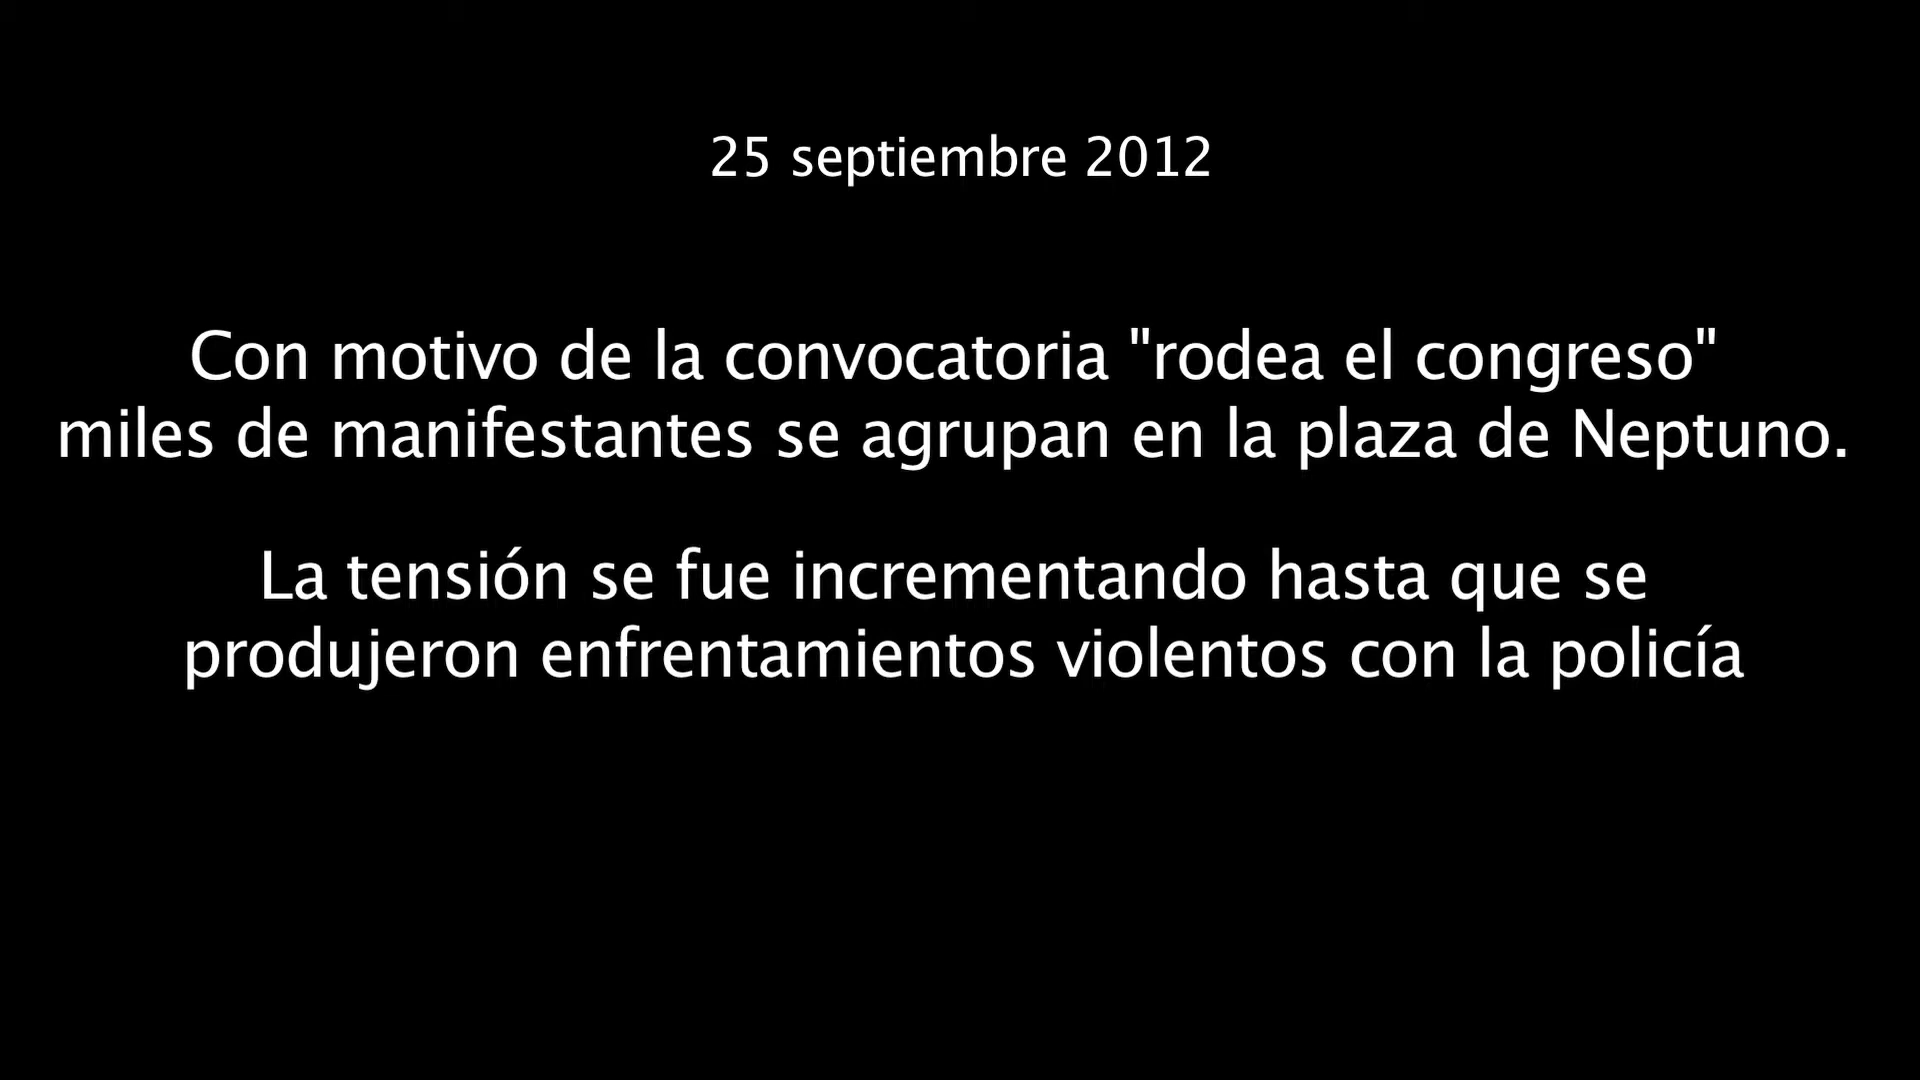 25 septiembre 2012
Con motivo de la convocatoria "rodea el congreso"
miles de manifestantes se agrupan en la plaza de Neptuno.
La tensión se fue incrementando hasta que se
produjeron enfrentamientos violentos con la policía